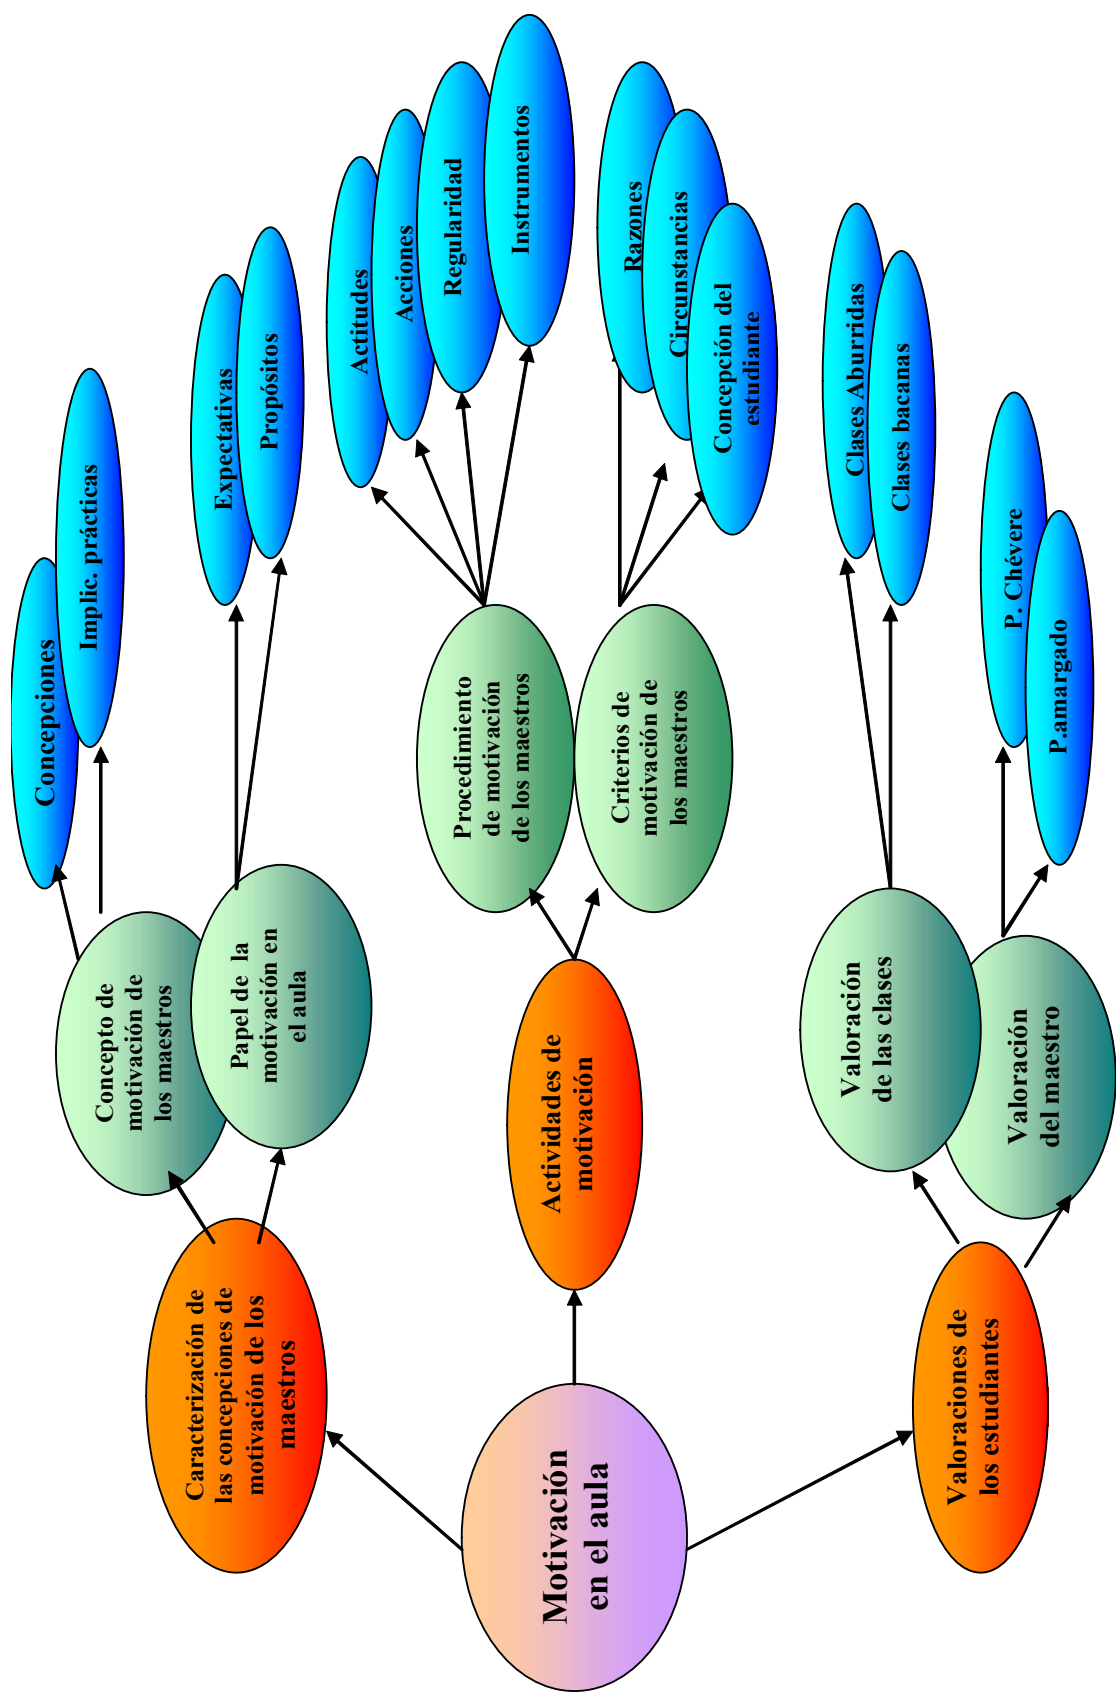 Motivación
en el aula
Caracterización de
las concepciones de
motivación de los
maestros
Concepto de
motivación de
los maestros
Concepciones
Implic. prácticas
Papel de la
motivación en
el aula
Expectativas
Propósitos
Actividades de
motivación
Procedimiento
de motivación
de los maestros
Actitudes
Acciones
Regularidad
Instrumentos
Criterios de
motivación de
los maestros
Razones
Circunstancias
Concepción del
estudiante
Valoraciones de
los estudiantes
Valoración
de las clases
Clases Aburridas
Clases bacanas
Valoración
del maestro
P. Chévere
P.amargado